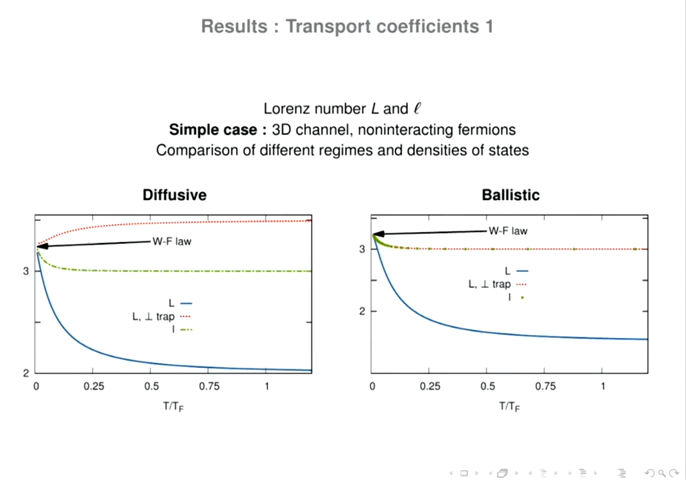 Results : Transport coefficients 1
Lorenz number L and ℓ
Simple case : 3D channel, noninteracting fermions
Comparison of different regimes and densities of states
Diffusive
W-F law
3
L
L, ⊥ trap
l
2
0 0.25 0.5 0.75 1
T/T_F
Ballistic
W-F law
3
L
L, ⊥ trap
l
2
0 0.25 0.5 0.75 1
T/T_F